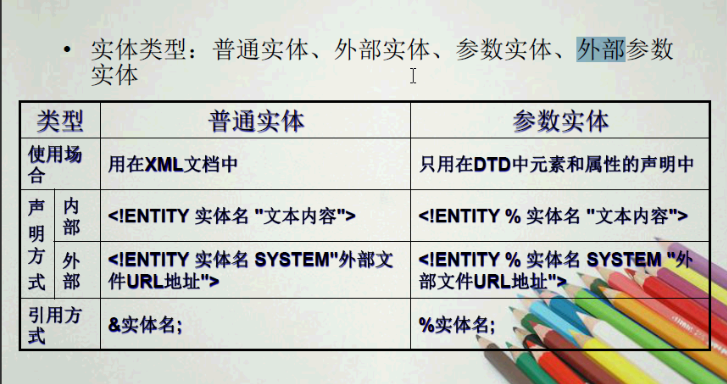 • 实体类型：普通实体、外部实体、参数实体、外部参数
实体
类型 普通实体 参数实体
使用场
合
用在XML文档中
只用在DTD中元素和属性的声明中
声
明
方
式
内
部
<!ENTITY 实体名 "文本内容">
<!ENTITY % 实体名 "文本内容">
外
部
<!ENTITY 实体名 SYSTEM"外部文
件URL地址">
<!ENTITY % 实体名 SYSTEM "外
部文件URL地址">
引用方
式
&实体名;
%实体名;